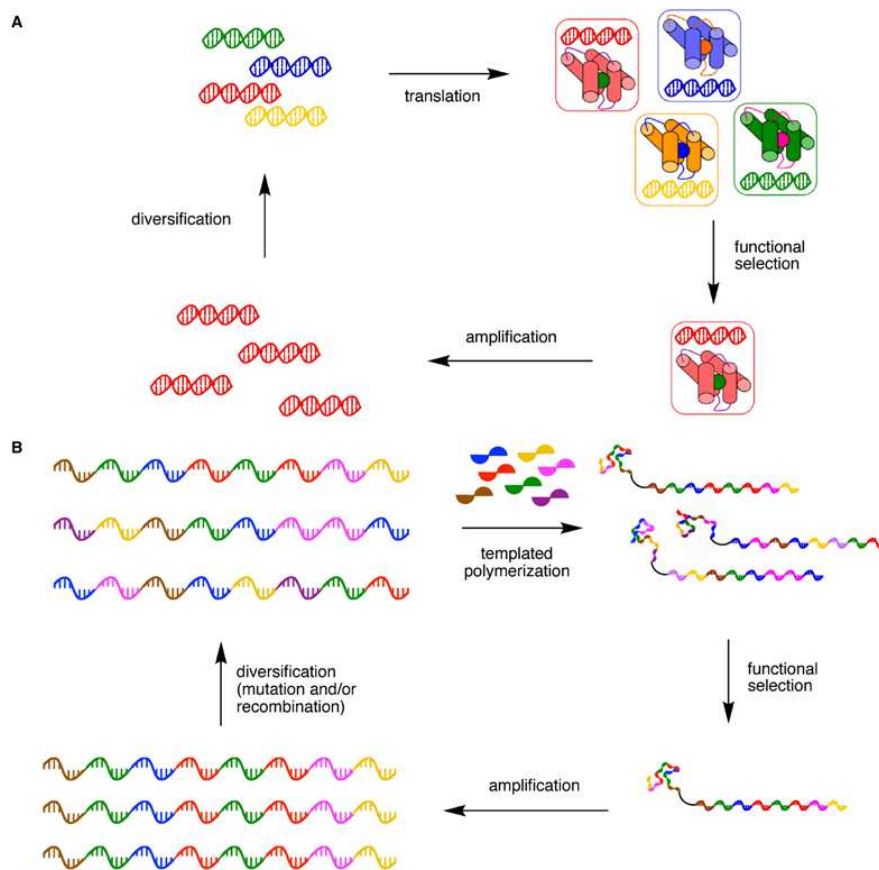 A
translation
diversification
functional
selection
amplification
B
templated
polymerization
diversification
(mutation and/or
recombination)
functional
selection
amplification